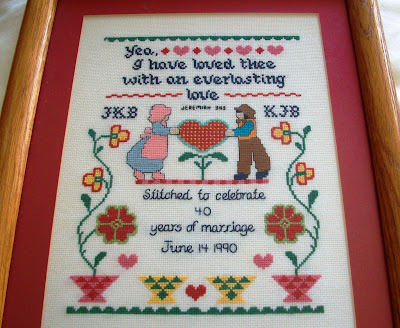 Yea,
I have loved thee
with an everlasting
love
JEREMIAH 31:3
JKB KJB
Stitched to celebrate
40
years of marriage
June 14 1990